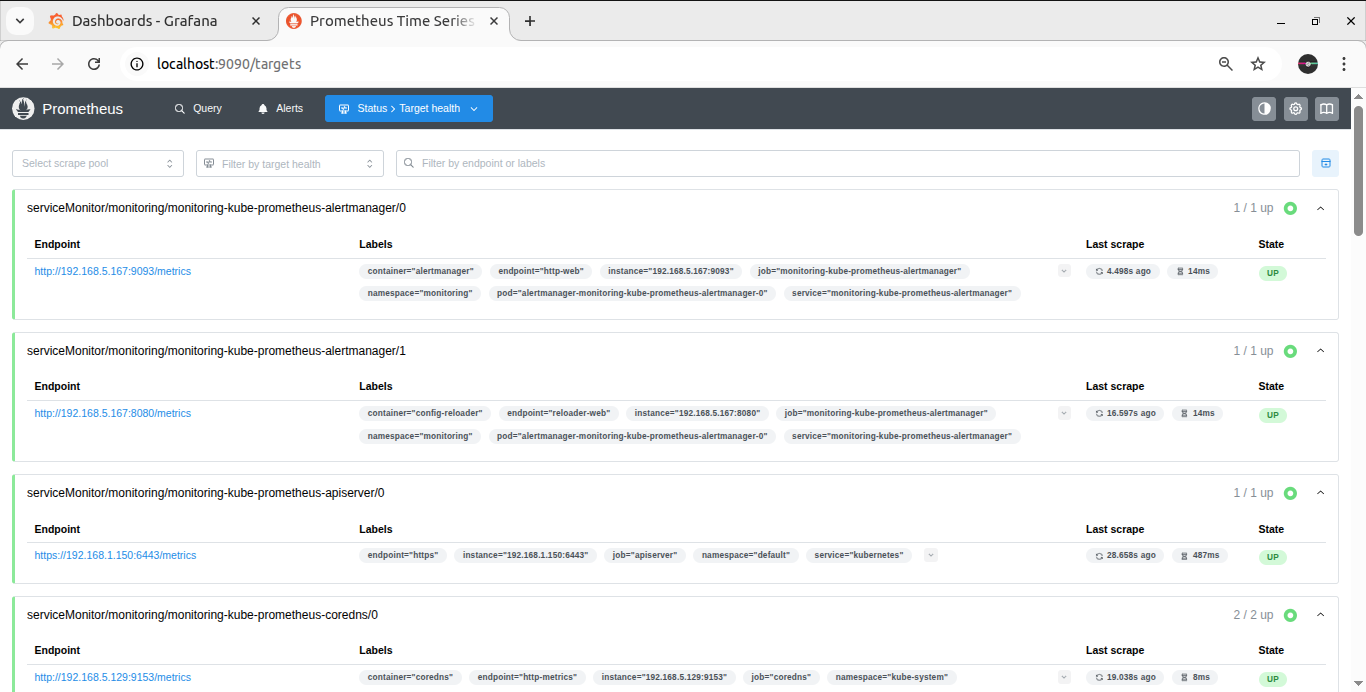 Dashboards - Grafana
Prometheus Time Series
localhost:9090/targets
Prometheus Query Alerts Status > Target health
Select scrape pool Filter by target health Filter by endpoint or labels
serviceMonitor/monitoring/monitoring-kube-prometheus-alertmanager/0 1 / 1 up
Endpoint Labels Last scrape State
http://192.168.5.167:9093/metrics container="alertmanager" endpoint="http-web" instance="192.168.5.167:9093" job="monitoring-kube-prometheus-alertmanager" 4.498s ago 14ms UP
namespace="monitoring" pod="alertmanager-monitoring-kube-prometheus-alertmanager-0" service="monitoring-kube-prometheus-alertmanager"
serviceMonitor/monitoring/monitoring-kube-prometheus-alertmanager/1 1 / 1 up
Endpoint Labels Last scrape State
http://192.168.5.167:8080/metrics container="config-reloader" endpoint="reloader-web" instance="192.168.5.167:8080" job="monitoring-kube-prometheus-alertmanager" 16.597s ago 14ms UP
namespace="monitoring" pod="alertmanager-monitoring-kube-prometheus-alertmanager-0" service="monitoring-kube-prometheus-alertmanager"
serviceMonitor/monitoring/monitoring-kube-prometheus-apiserver/0 1 / 1 up
Endpoint Labels Last scrape State
https://192.168.1.150:6443/metrics endpoint="https" instance="192.168.1.150:6443" job="apiserver" namespace="default" service="kubernetes" 28.658s ago 487ms UP
serviceMonitor/monitoring/monitoring-kube-prometheus-coredns/0 2 / 2 up
Endpoint Labels Last scrape State
http://192.168.5.129:9153/metrics container="coredns" endpoint="http-metrics" instance="192.168.5.129:9153" job="coredns" namespace="kube-system" 19.038s ago 8ms UP